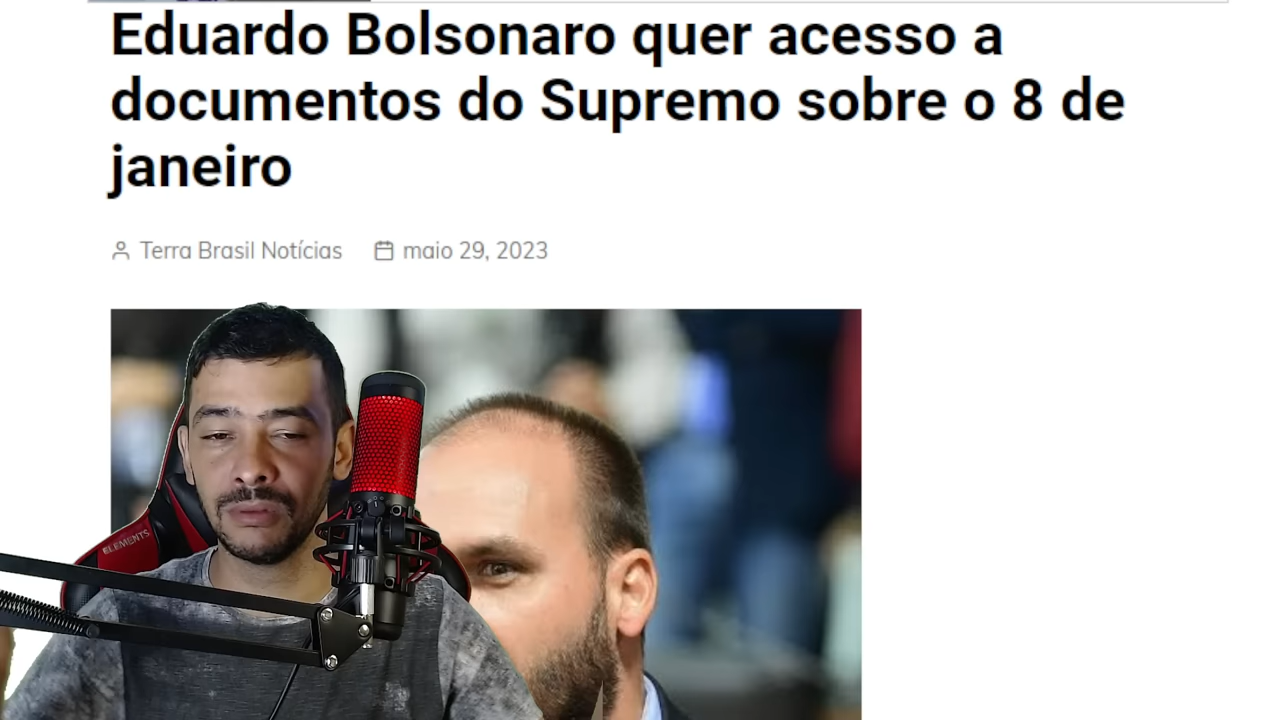 Eduardo Bolsonaro quer acesso a
documentos do Supremo sobre o 8 de
janeiro
Terra Brasil Notícias maio 29, 2023
ELEMENTS